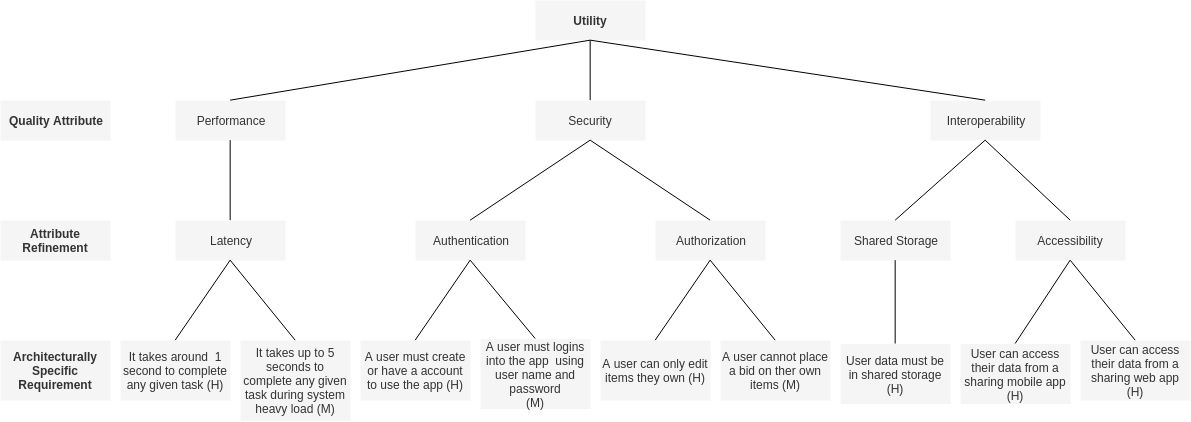 Utility
Quality Attribute
Performance
Security
Interoperability
Attribute
Refinement
Latency
Authentication
Authorization
Shared Storage
Accessibility
Architecturally
Specific
Requirement
It takes around 1
second to complete
any given task (H)
It takes up to 5
seconds to
complete any given
task during system
heavy load (M)
A user must create
or have a account
to use the app (H)
A user must logins
into the app using
user name and
password
(M)
A user can only edit
items they own (H)
A user cannot place
a bid on ther own
items (M)
User data must be
in shared storage
(H)
User can access
their data from a
sharing mobile app
(H)
User can access
their data from a
sharing web app
(H)